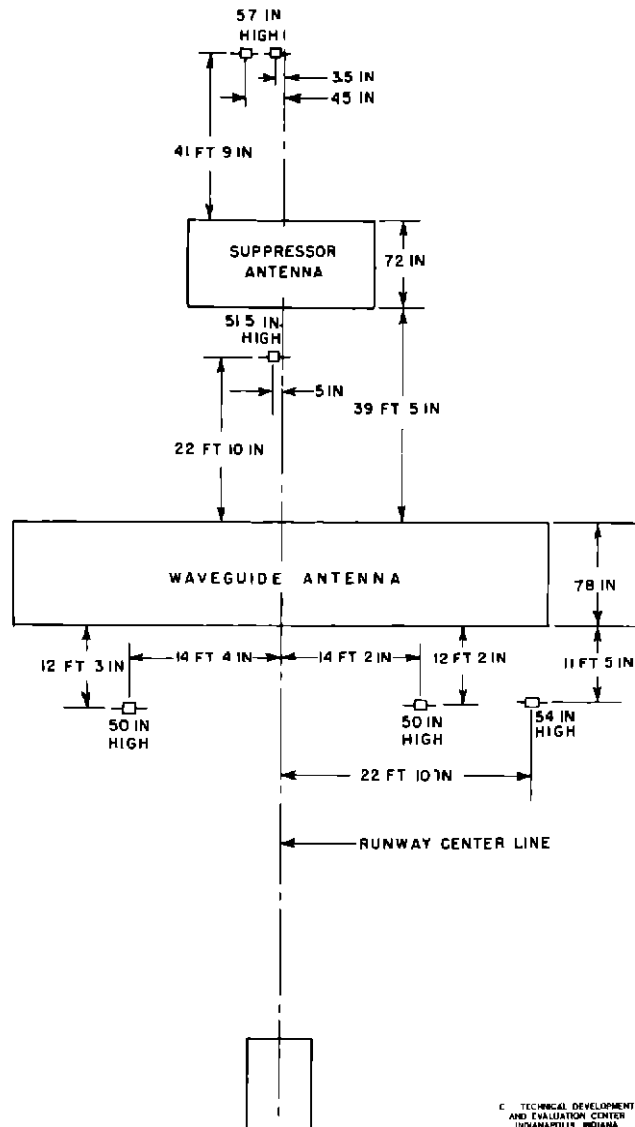 57 IN
HIGH
3.5 IN
45 IN
41 FT 9 IN
SUPPRESSOR
ANTENNA
72 IN
51.5 IN
HIGH
5 IN
39 FT 5 IN
22 FT 10 IN
WAVEGUIDE ANTENNA
78 IN
12 FT 3 IN
14 FT 4 IN
14 FT 2 IN
12 FT 2 IN
11 FT 5 IN
50 IN
HIGH
50 IN
HIGH
54 IN
HIGH
22 FT 10 IN
RUNWAY CENTER LINE
TECHNICAL DEVELOPMENT
AND EVALUATION CENTER
INDIANAPOLIS INDIANA